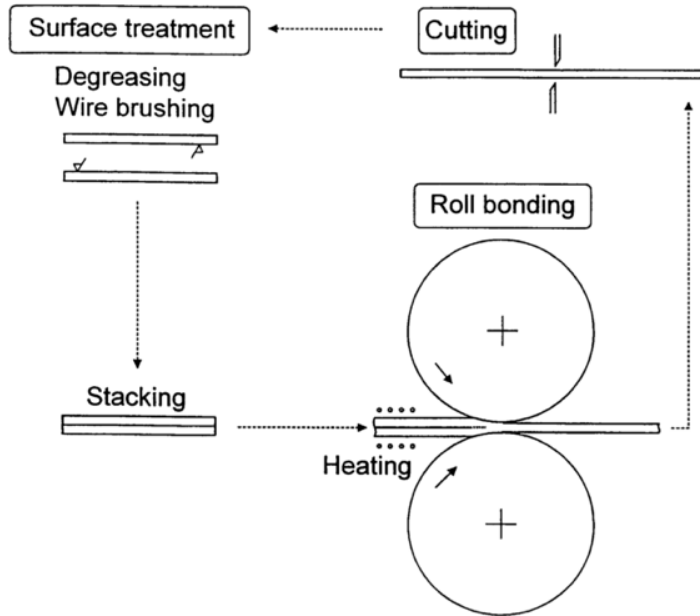 Surface treatment
Cutting
Degreasing
Wire brushing
Roll bonding
Stacking
Heating